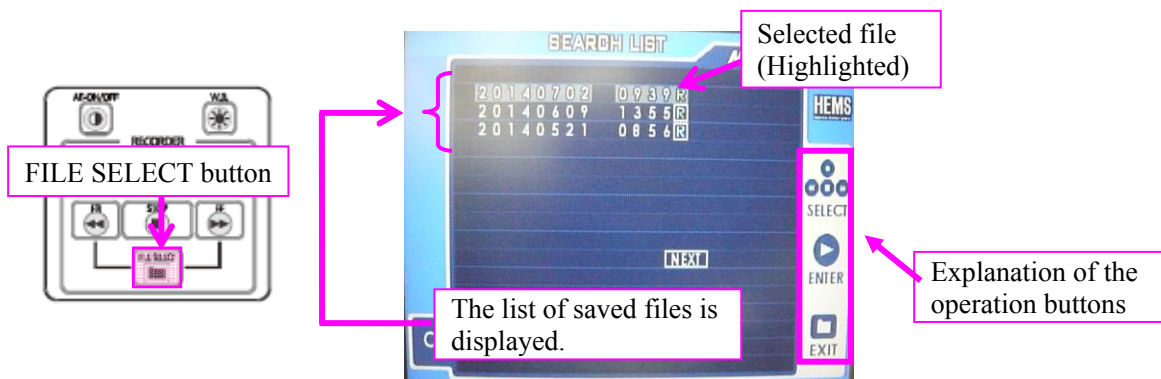 AE-ON/OFF
W.B.
RECORDER
FILE SELECT button
SEARCH LIST
Selected file
(Highlighted)
20140702 0939 R
20140609 1355 R
20140521 0856 R
HEMS
SELECT
NEXT
ENTER
EXIT
The list of saved files is
displayed.
Explanation of the
operation buttons